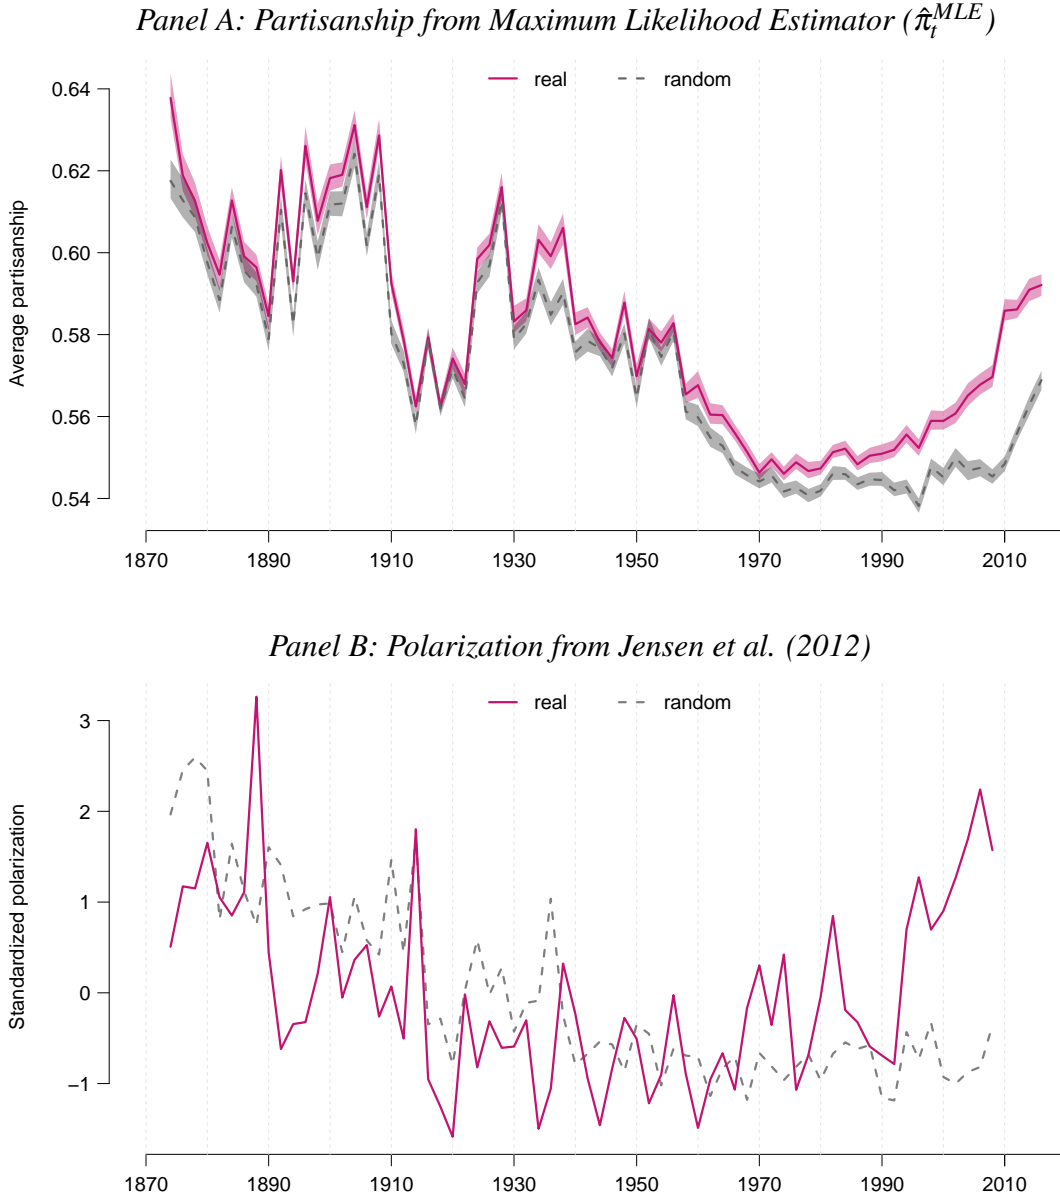 Panel A: Partisanship from Maximum Likelihood Estimator (π̂_t^MLE)
real random
Average partisanship
0.64
0.62
0.60
0.58
0.56
0.54
1870 1890 1910 1930 1950 1970 1990 2010
Panel B: Polarization from Jensen et al. (2012)
real random
Standardized polarization
3
2
1
0
−1
1870 1890 1910 1930 1950 1970 1990 2010